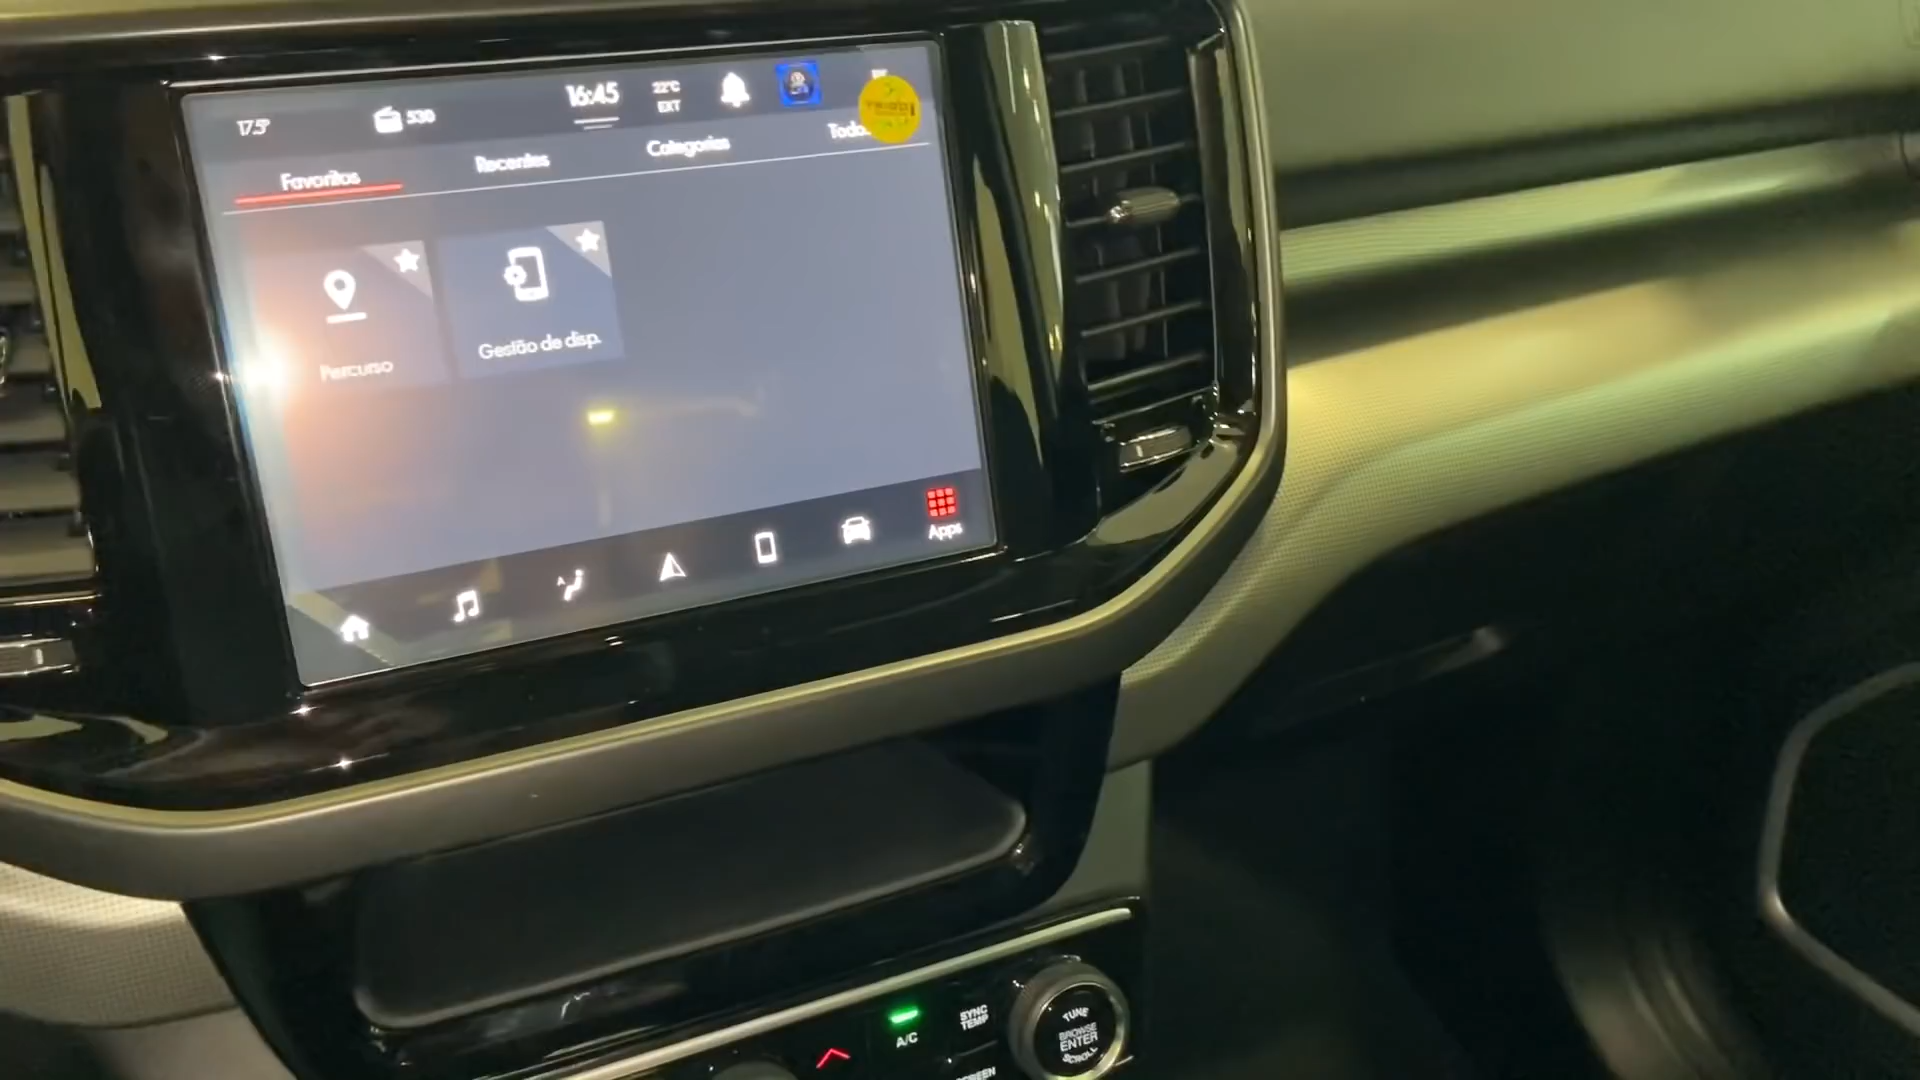 17.5°
530
16:45
22°C
EXT
Favoritos
Recentes
Categorias
Percurso
Gestão de disp.
Apps
A/C
SYNC
TEMP
TUNE
BROWSE
ENTER
SCROLL